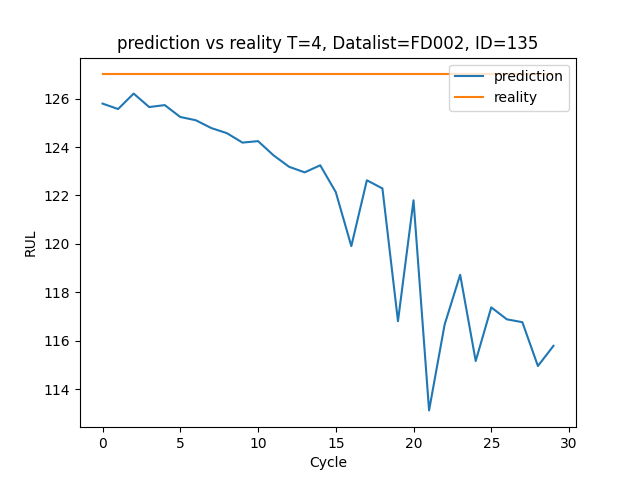 prediction vs reality T=4, Datalist=FD002, ID=135
prediction
reality
126
124
122
120
118
116
114
RUL
0 5 10 15 20 25 30
Cycle